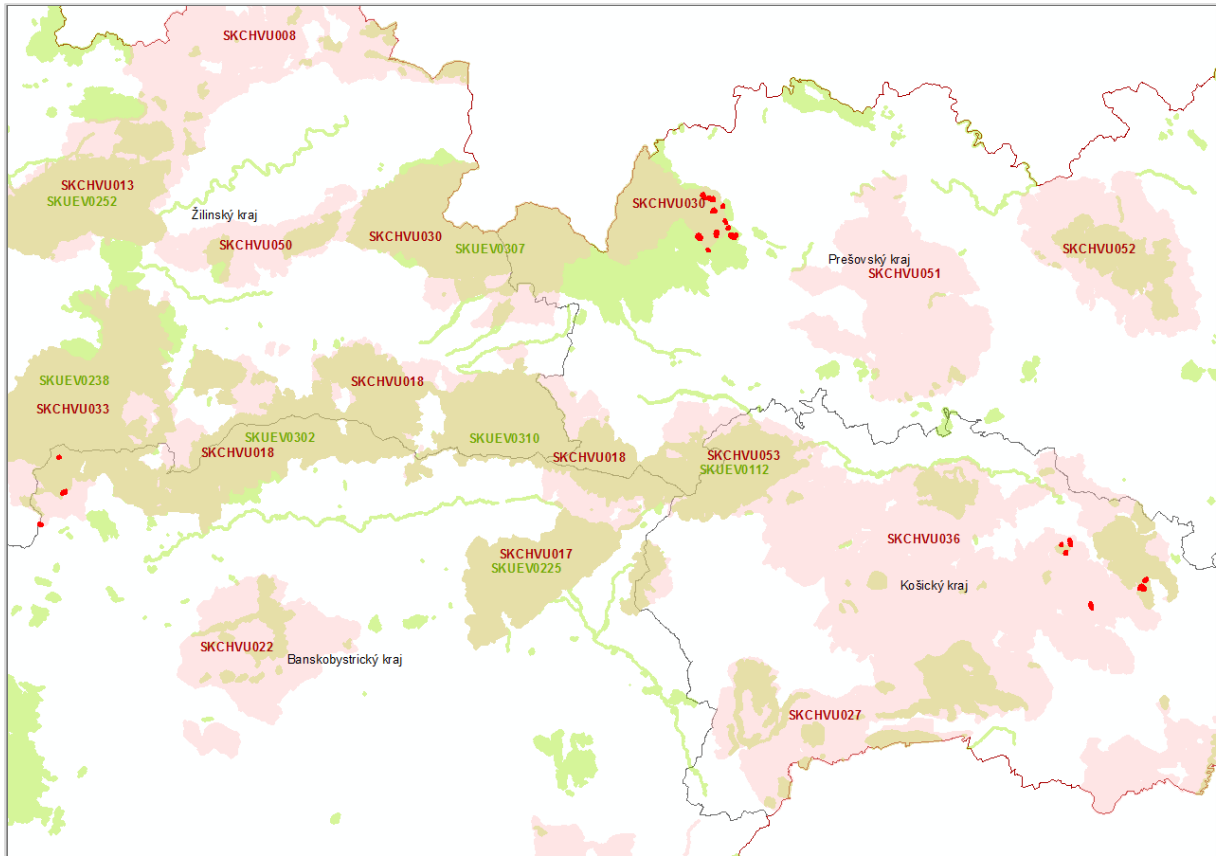 SKCHVU008
SKCHVU013
SKUEV0252
Žilinský kraj
SKCHVU050
SKCHVU030
SKUEV0307
SKCHVU030
Prešovský kraj
SKCHVU051
SKCHVU052
SKUEV0238
SKCHVU033
SKCHVU018
SKUEV0302
SKCHVU018
SKUEV0310
SKCHVU018
SKCHVU053
SKUEV0112
SKCHVU036
SKCHVU017
SKUEV0225
Košický kraj
SKCHVU022
Banskobystrický kraj
SKCHVU027